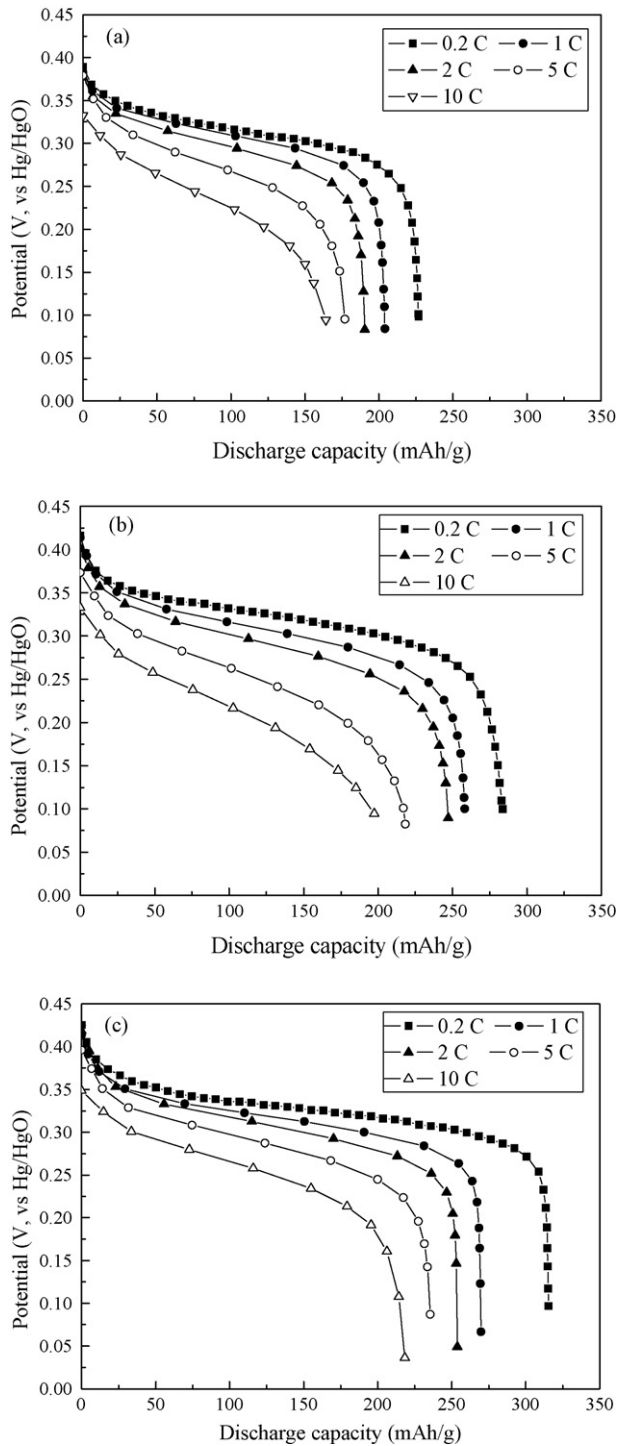 (a)
0.2 C 1 C
2 C 5 C
10 C
0.45
0.40
0.35
0.30
0.25
0.20
0.15
0.10
0.05
0.00
Potential (V, vs Hg/HgO)
0 50 100 150 200 250 300 350
Discharge capacity (mAh/g)
(b)
0.2 C 1 C
2 C 5 C
10 C
0.45
0.40
0.35
0.30
0.25
0.20
0.15
0.10
0.05
0.00
Potential (V, vs Hg/HgO)
0 50 100 150 200 250 300 350
Discharge capacity (mAh/g)
(c)
0.2 C 1 C
2 C 5 C
10 C
0.45
0.40
0.35
0.30
0.25
0.20
0.15
0.10
0.05
0.00
Potential (V, vs Hg/HgO)
0 50 100 150 200 250 300 350
Discharge capacity (mAh/g)